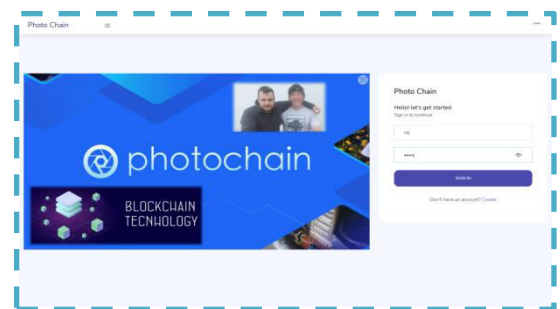 Photo Chain
photochain
BLOCKCHAIN
TECNHOLOGY
Photo Chain
Hello! let's get started
Sign in to continue.
SIGN IN
Don't have an account? Create